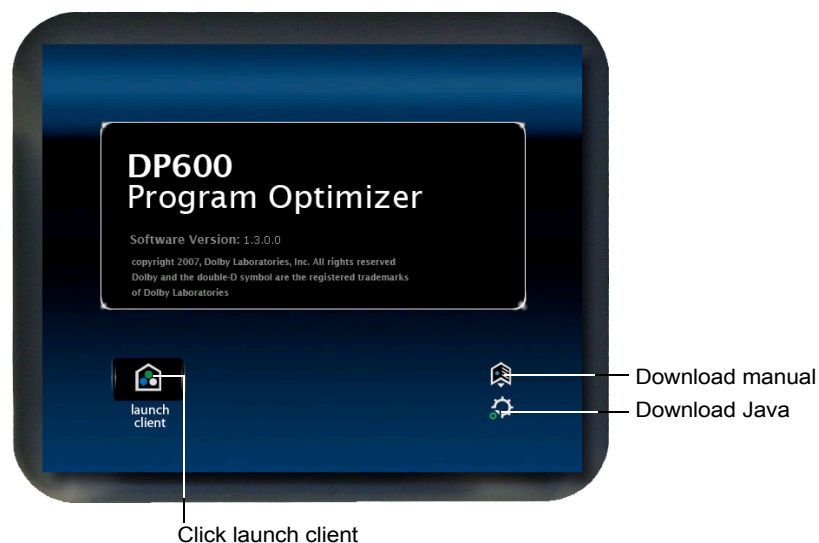 DP600
Program Optimizer
Software Version: 1.3.0.0
copyright 2007, Dolby Laboratories, Inc. All rights reserved
Dolby and the double-D symbol are the registered trademarks
of Dolby Laboratories
launch
client
Download manual
Download Java
Click launch client